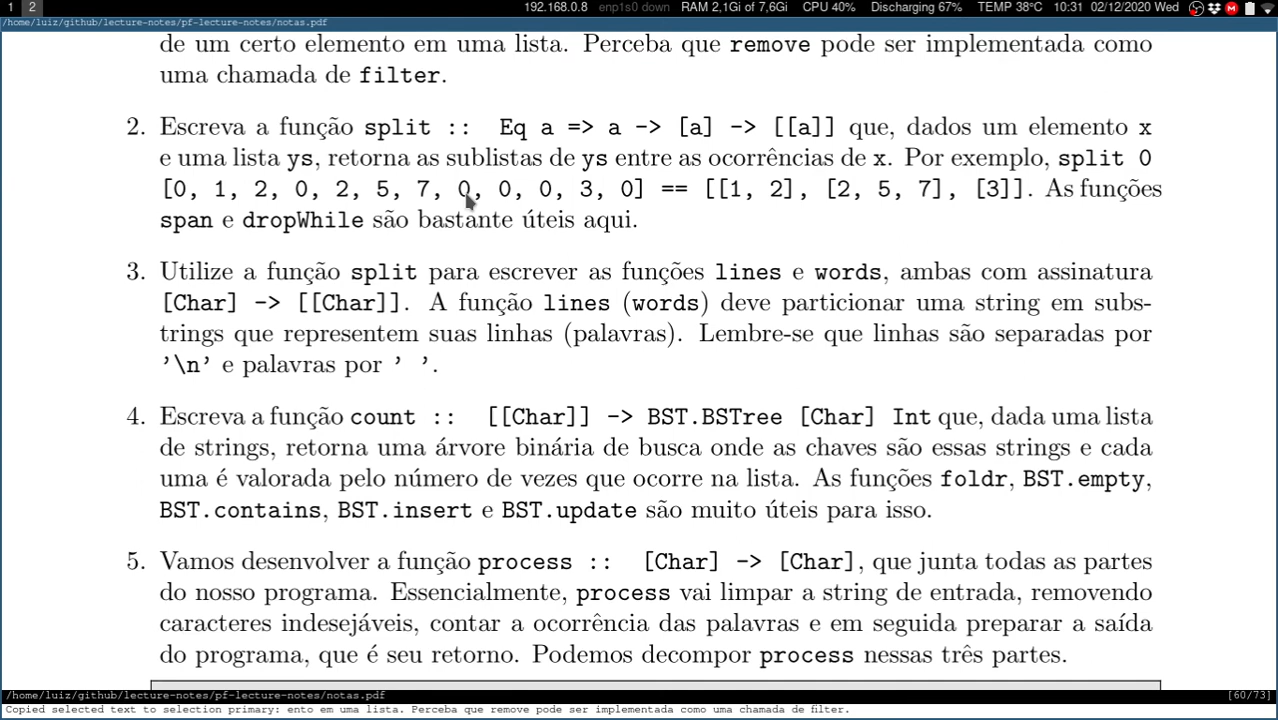 1 2 192.168.0.8 enp1s0 down RAM 2,1Gi of 7,6Gi CPU 40% Discharging 67% TEMP 38°C 10:31 02/12/2020 Wed
/home/luiz/github/lecture-notes/pf-lecture-notes/notas.pdf
de um certo elemento em uma lista. Perceba que remove pode ser implementada como
uma chamada de filter.
2. Escreva a função split :: Eq a => a -> [a] -> [[a]] que, dados um elemento x
e uma lista ys, retorna as sublistas de ys entre as ocorrências de x. Por exemplo, split 0
[0, 1, 2, 0, 2, 5, 7, 0, 0, 0, 3, 0] == [[1, 2], [2, 5, 7], [3]]. As funções
span e dropWhile são bastante úteis aqui.
3. Utilize a função split para escrever as funções lines e words, ambas com assinatura
[Char] -> [[Char]]. A função lines (words) deve particionar uma string em subs-
trings que representem suas linhas (palavras). Lembre-se que linhas são separadas por
’\n’ e palavras por ’ ’.
4. Escreva a função count :: [[Char]] -> BST.BSTree [Char] Int que, dada uma lista
de strings, retorna uma árvore binária de busca onde as chaves são essas strings e cada
uma é valorada pelo número de vezes que ocorre na lista. As funções foldr, BST.empty,
BST.contains, BST.insert e BST.update são muito úteis para isso.
5. Vamos desenvolver a função process :: [Char] -> [Char], que junta todas as partes
do nosso programa. Essencialmente, process vai limpar a string de entrada, removendo
caracteres indesejáveis, contar a ocorrência das palavras e em seguida preparar a saída
do programa, que é seu retorno. Podemos decompor process nessas três partes.
/home/luiz/github/lecture-notes/pf-lecture-notes/notas.pdf [60/73]
Copied selected text to selection primary: ento em uma lista. Perceba que remove pode ser implementada como uma chamada de filter.